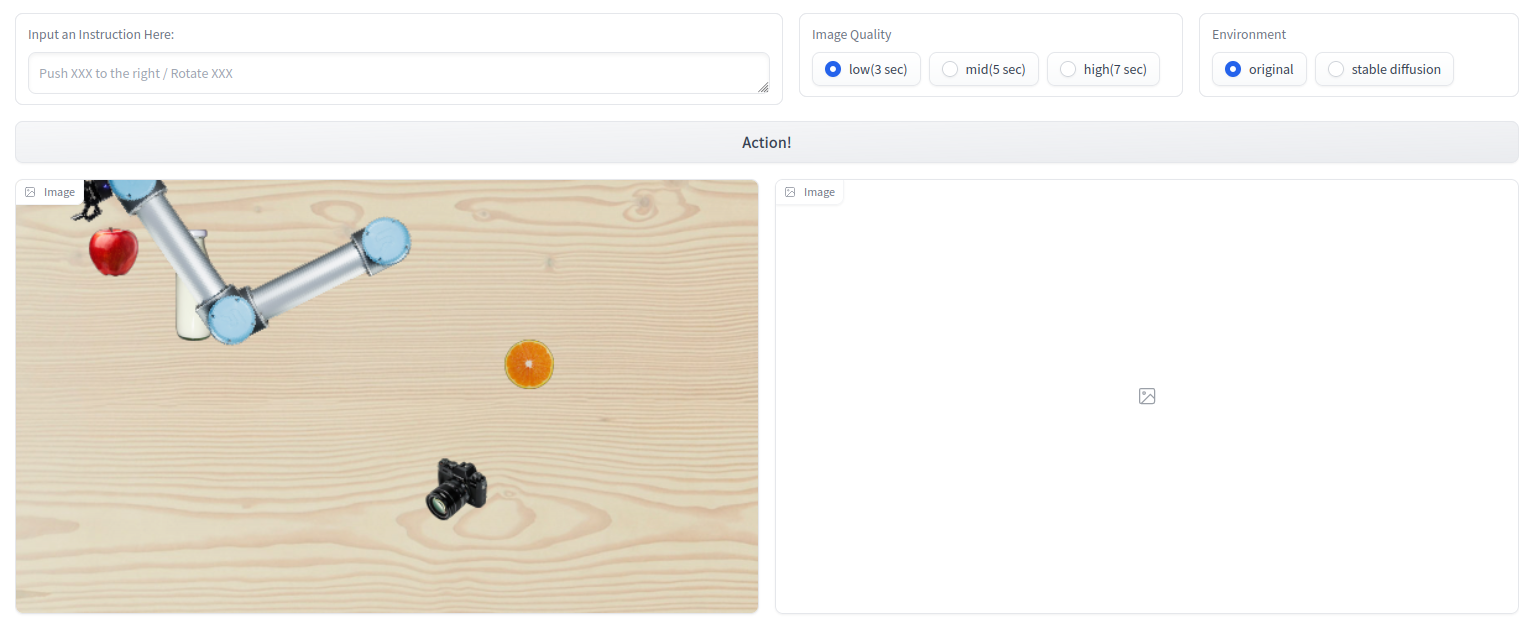 Input an Instruction Here:
Push XXX to the right / Rotate XXX
Image Quality
low(3 sec)
mid(5 sec)
high(7 sec)
Environment
original
stable diffusion
Action!
Image
Image